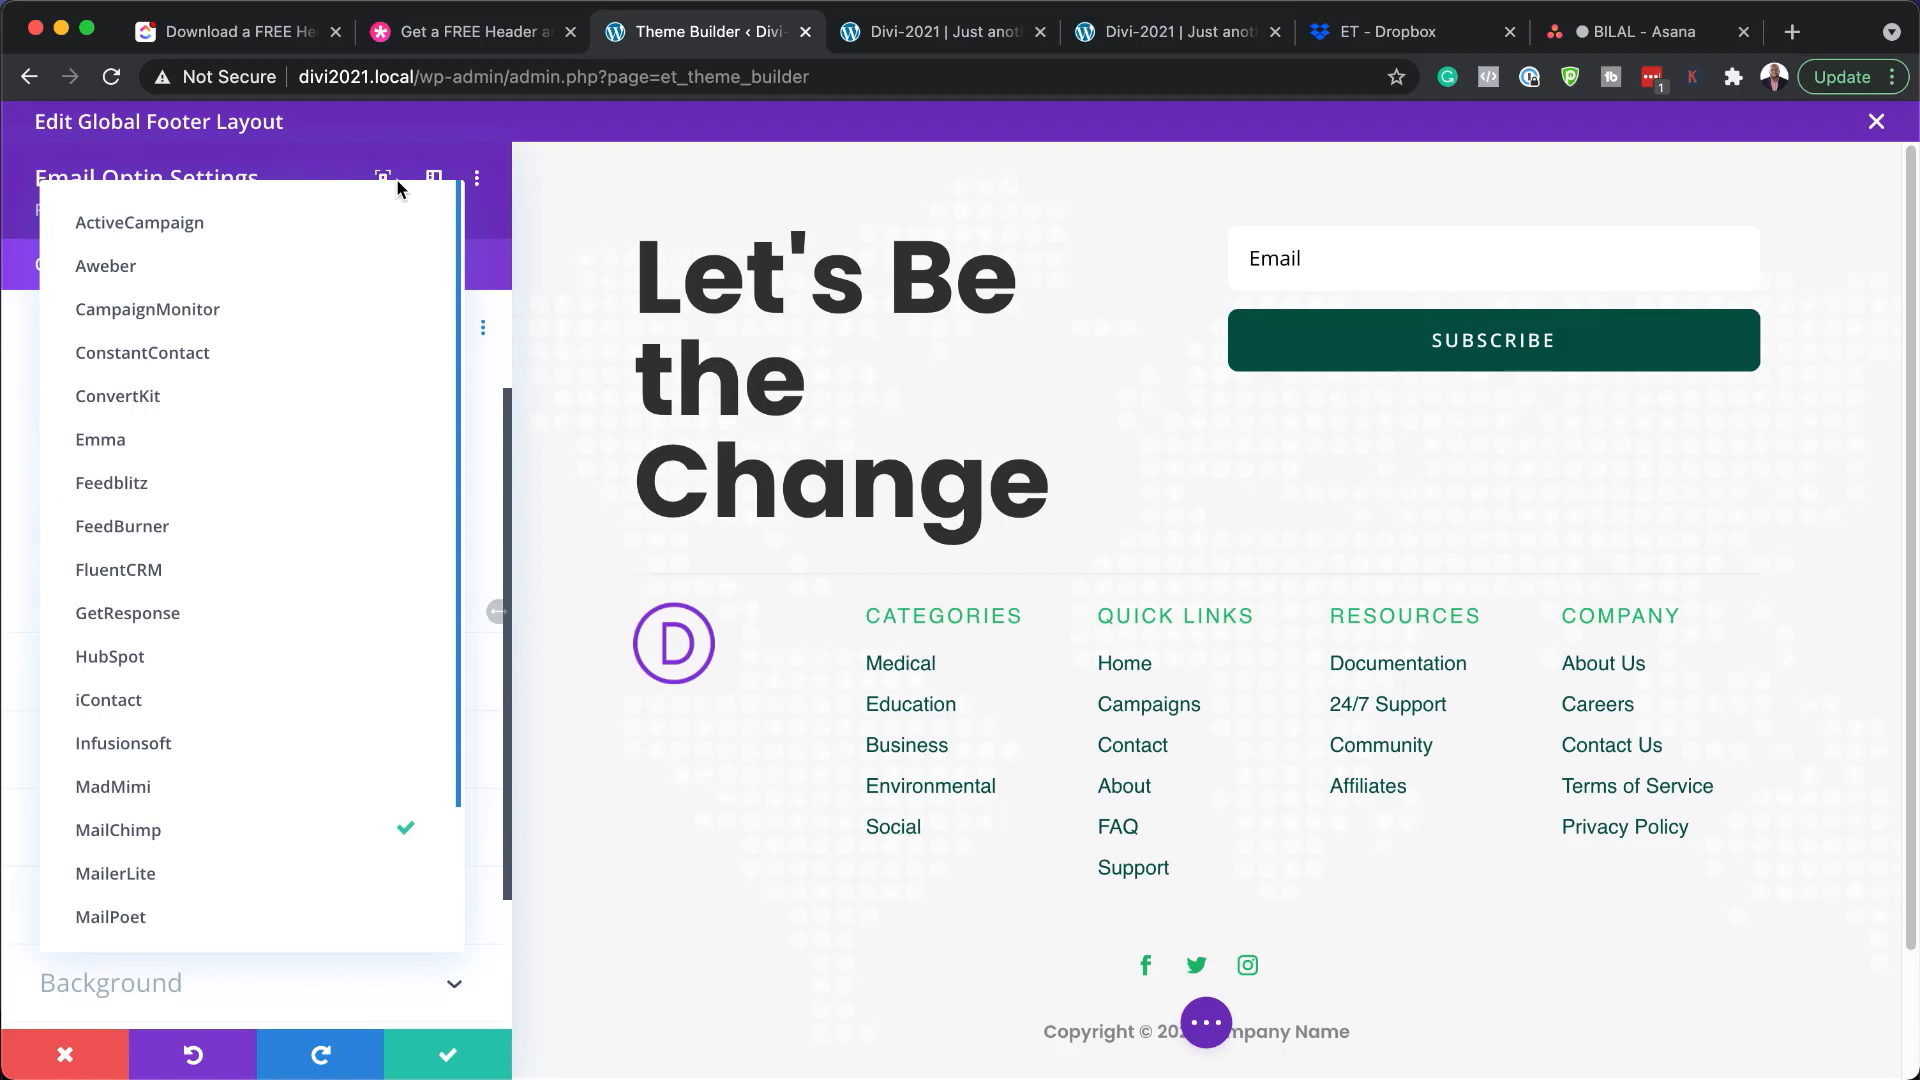 Download a FREE He
Get a FREE Header a
Theme Builder ‹ Divi-
Divi-2021 | Just anot
Divi-2021 | Just anot
ET - Dropbox
BILAL - Asana
Not Secure
divi2021.local/wp-admin/admin.php?page=et_theme_builder
1
Update
Edit Global Footer Layout
Email Optin Settings
ActiveCampaign
Aweber
CampaignMonitor
ConstantContact
ConvertKit
Emma
Feedblitz
FeedBurner
FluentCRM
GetResponse
HubSpot
iContact
Infusionsoft
MadMimi
MailChimp
MailerLite
MailPoet
Background
Let's Be
the
Change
Email
SUBSCRIBE
D
CATEGORIES
Medical
Education
Business
Environmental
Social
QUICK LINKS
Home
Campaigns
Contact
About
FAQ
Support
RESOURCES
Documentation
24/7 Support
Community
Affiliates
COMPANY
About Us
Careers
Contact Us
Terms of Service
Privacy Policy
Copyright © 20 mpany Name